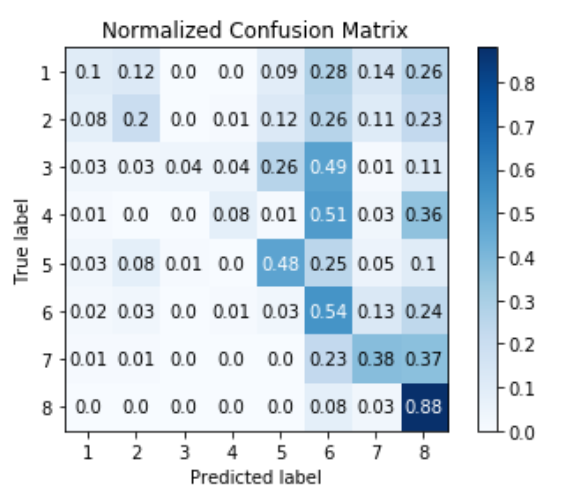 Normalized Confusion Matrix
True label
1 0.1 0.12 0.0 0.0 0.09 0.28 0.14 0.26
2 0.08 0.2 0.0 0.01 0.12 0.26 0.11 0.23
3 0.03 0.03 0.04 0.04 0.26 0.49 0.01 0.11
4 0.01 0.0 0.0 0.08 0.01 0.51 0.03 0.36
5 0.03 0.08 0.01 0.0 0.48 0.25 0.05 0.1
6 0.02 0.03 0.0 0.01 0.03 0.54 0.13 0.24
7 0.01 0.01 0.0 0.0 0.0 0.23 0.38 0.37
8 0.0 0.0 0.0 0.0 0.0 0.08 0.03 0.88
1 2 3 4 5 6 7 8
Predicted label
0.8
0.7
0.6
0.5
0.4
0.3
0.2
0.1
0.0